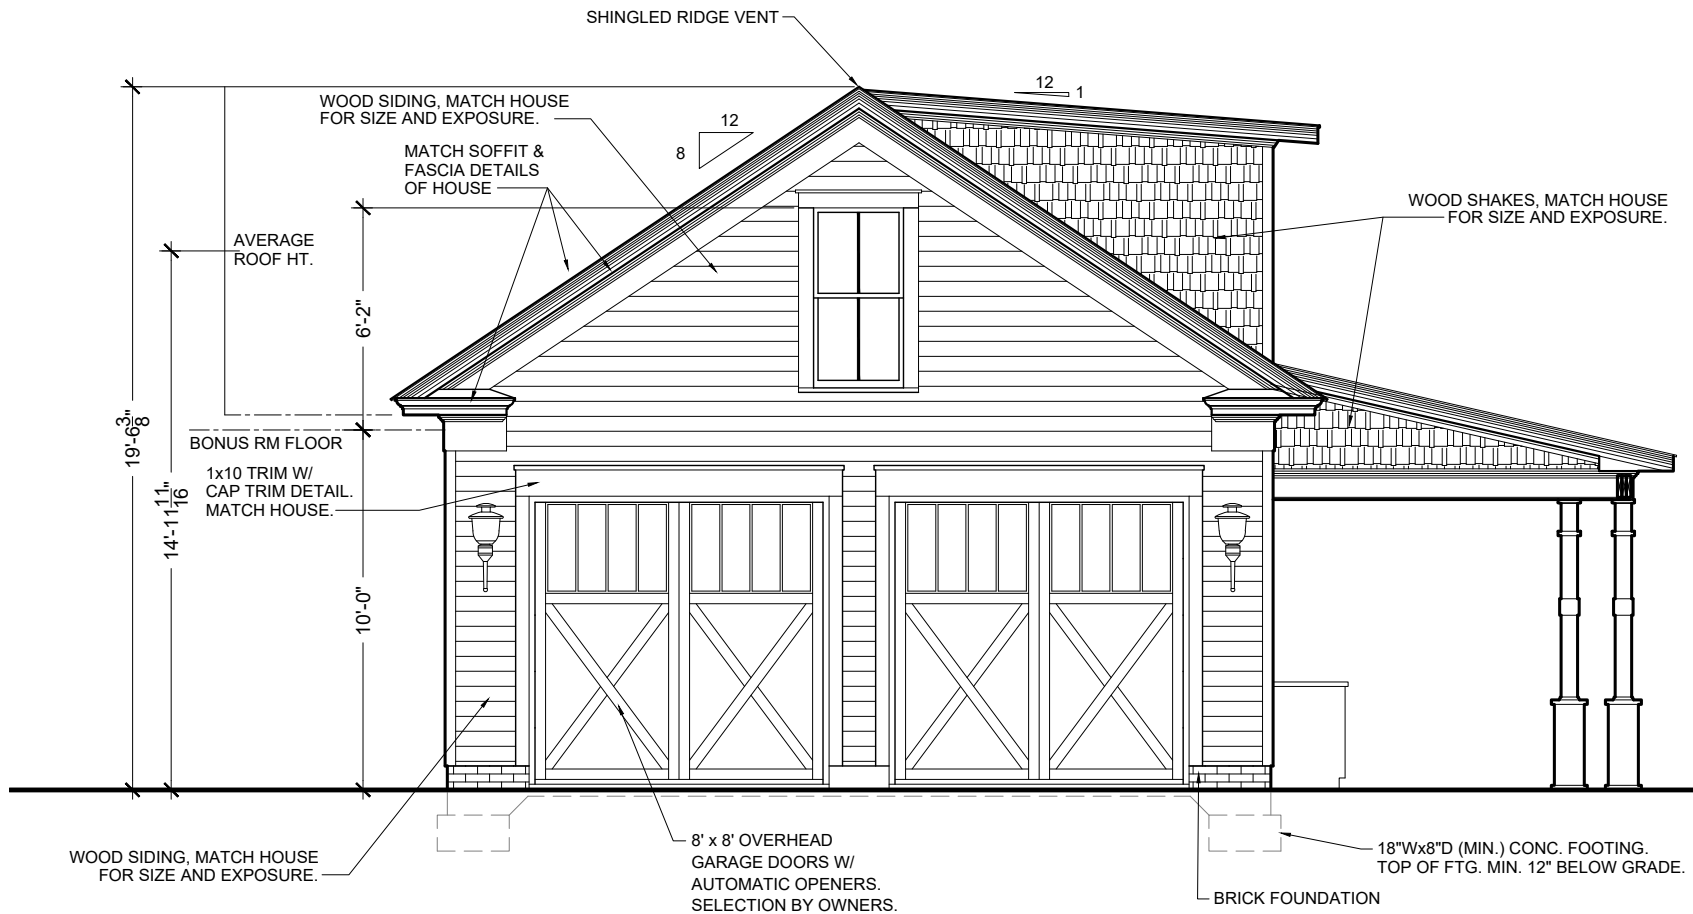 SHINGLED RIDGE VENT
12
1
WOOD SIDING, MATCH HOUSE
FOR SIZE AND EXPOSURE.
12
8
MATCH SOFFIT &
FASCIA DETAILS
OF HOUSE
WOOD SHAKES, MATCH HOUSE
FOR SIZE AND EXPOSURE.
AVERAGE
ROOF HT.
6'-2"
19'-6 3/8"
BONUS RM FLOOR
1x10 TRIM W/
CAP TRIM DETAIL.
MATCH HOUSE.
14'-11 11/16"
10'-0"
8' x 8' OVERHEAD
GARAGE DOORS W/
AUTOMATIC OPENERS.
SELECTION BY OWNERS.
WOOD SIDING, MATCH HOUSE
FOR SIZE AND EXPOSURE.
18"Wx8"D (MIN.) CONC. FOOTING.
TOP OF FTG. MIN. 12" BELOW GRADE.
BRICK FOUNDATION